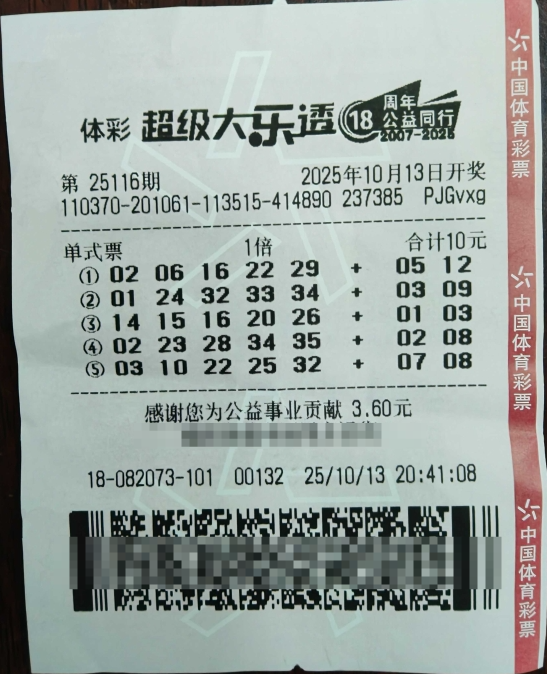 体彩 超级大乐透 18 周年 公益同行 2007-2025
第 25116期 2025年10月13日开奖
110370-201061-113515-414890 237385 PJGvxg
单式票 1倍 合计10元
① 02 06 16 22 29 + 05 12
② 01 24 32 33 34 + 03 09
③ 14 15 16 20 26 + 01 03
④ 02 23 28 34 35 + 02 08
⑤ 03 10 22 25 32 + 07 08
感谢您为公益事业贡献 3.60元
18-082073-101 00132 25/10/13 20:41:08
中国体育彩票
中国体育彩票
中国体育彩票